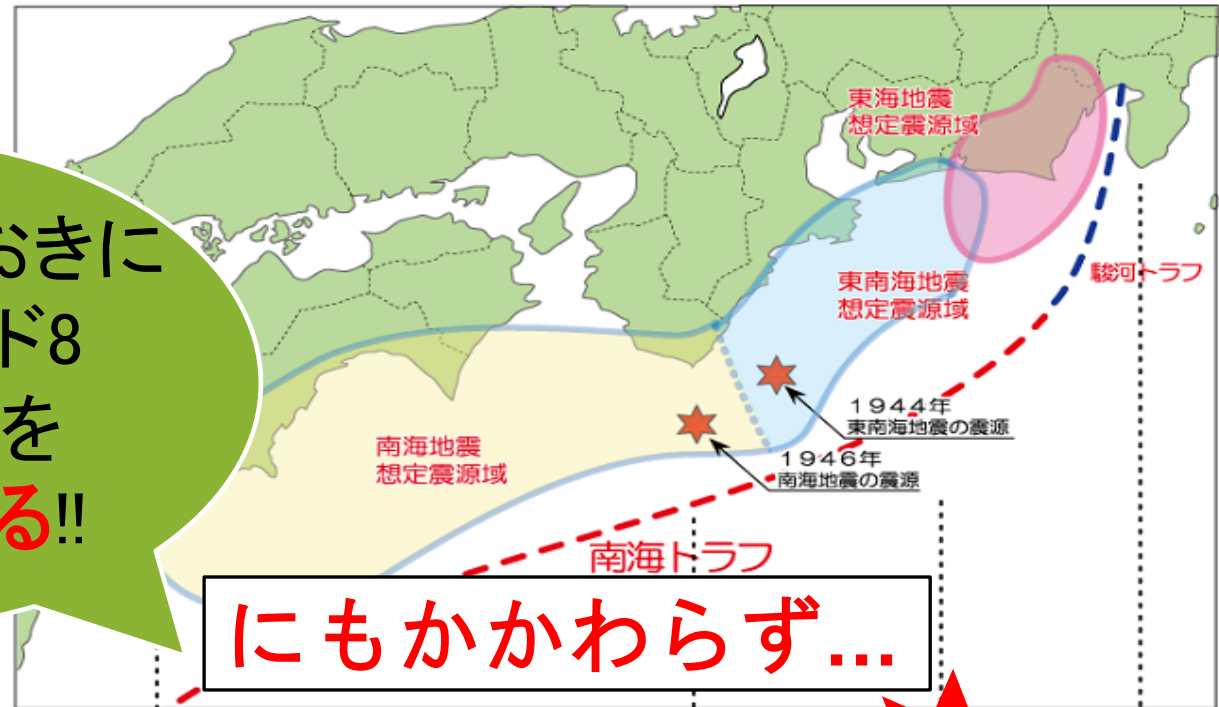 東海地震
想定震源域
おきに
ド8
を
る!!
東南海地震
想定震源域
駿河トラフ
1944年
東南海地震の震源
南海地震
想定震源域
1946年
南海地震の震源
南海トラフ
にもかかわらず...